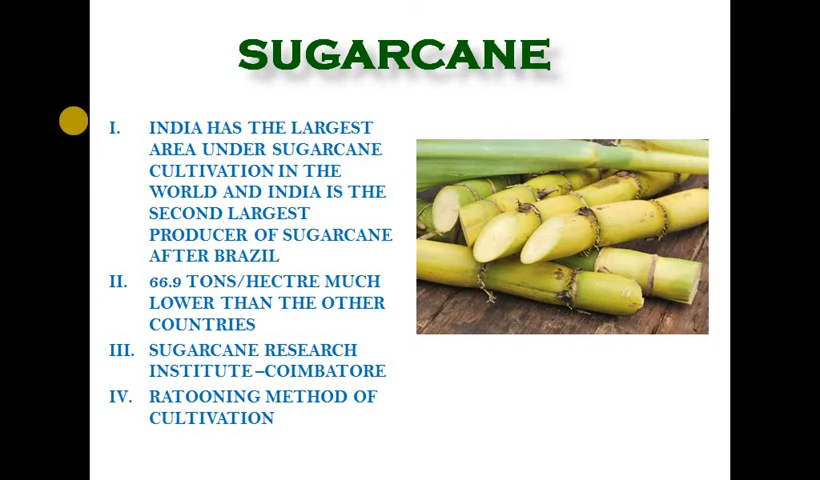 SUGARCANE
I. INDIA HAS THE LARGEST
AREA UNDER SUGARCANE
CULTIVATION IN THE
WORLD AND INDIA IS THE
SECOND LARGEST
PRODUCER OF SUGARCANE
AFTER BRAZIL
II. 66.9 TONS/HECTRE MUCH
LOWER THAN THE OTHER
COUNTRIES
III. SUGARCANE RESEARCH
INSTITUTE –COIMBATORE
IV. RATOONING METHOD OF
CULTIVATION